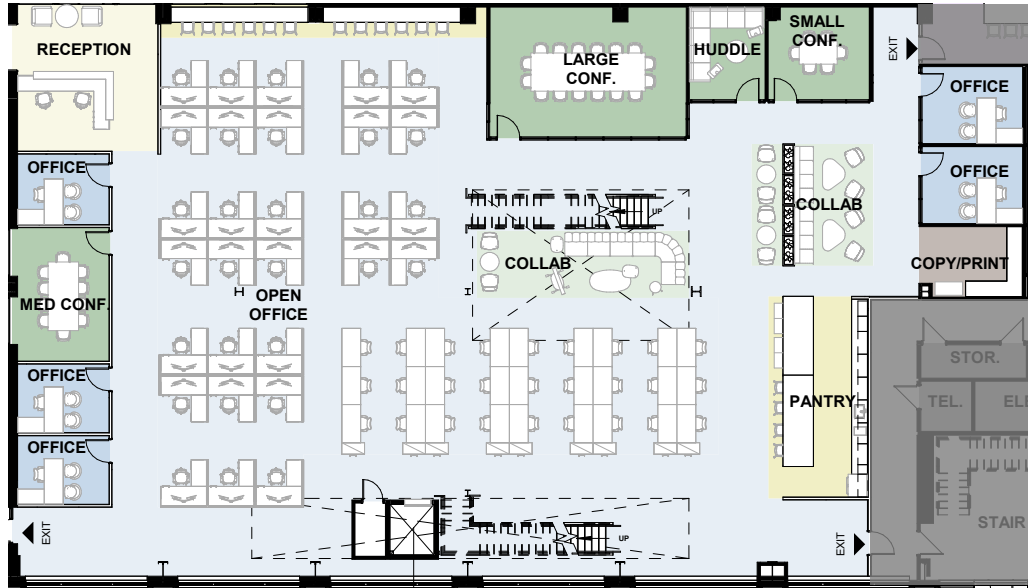 RECEPTION
LARGE
CONF.
HUDDLE
SMALL
CONF.
EXIT
OFFICE
OFFICE
OFFICE
COLLAB
UP
COLLAB
COPY/PRINT
MED CONF.
OPEN
OFFICE
STOR.
OFFICE
PANTRY
TEL.
ELE
OFFICE
STAIR
EXIT
UP
EXIT